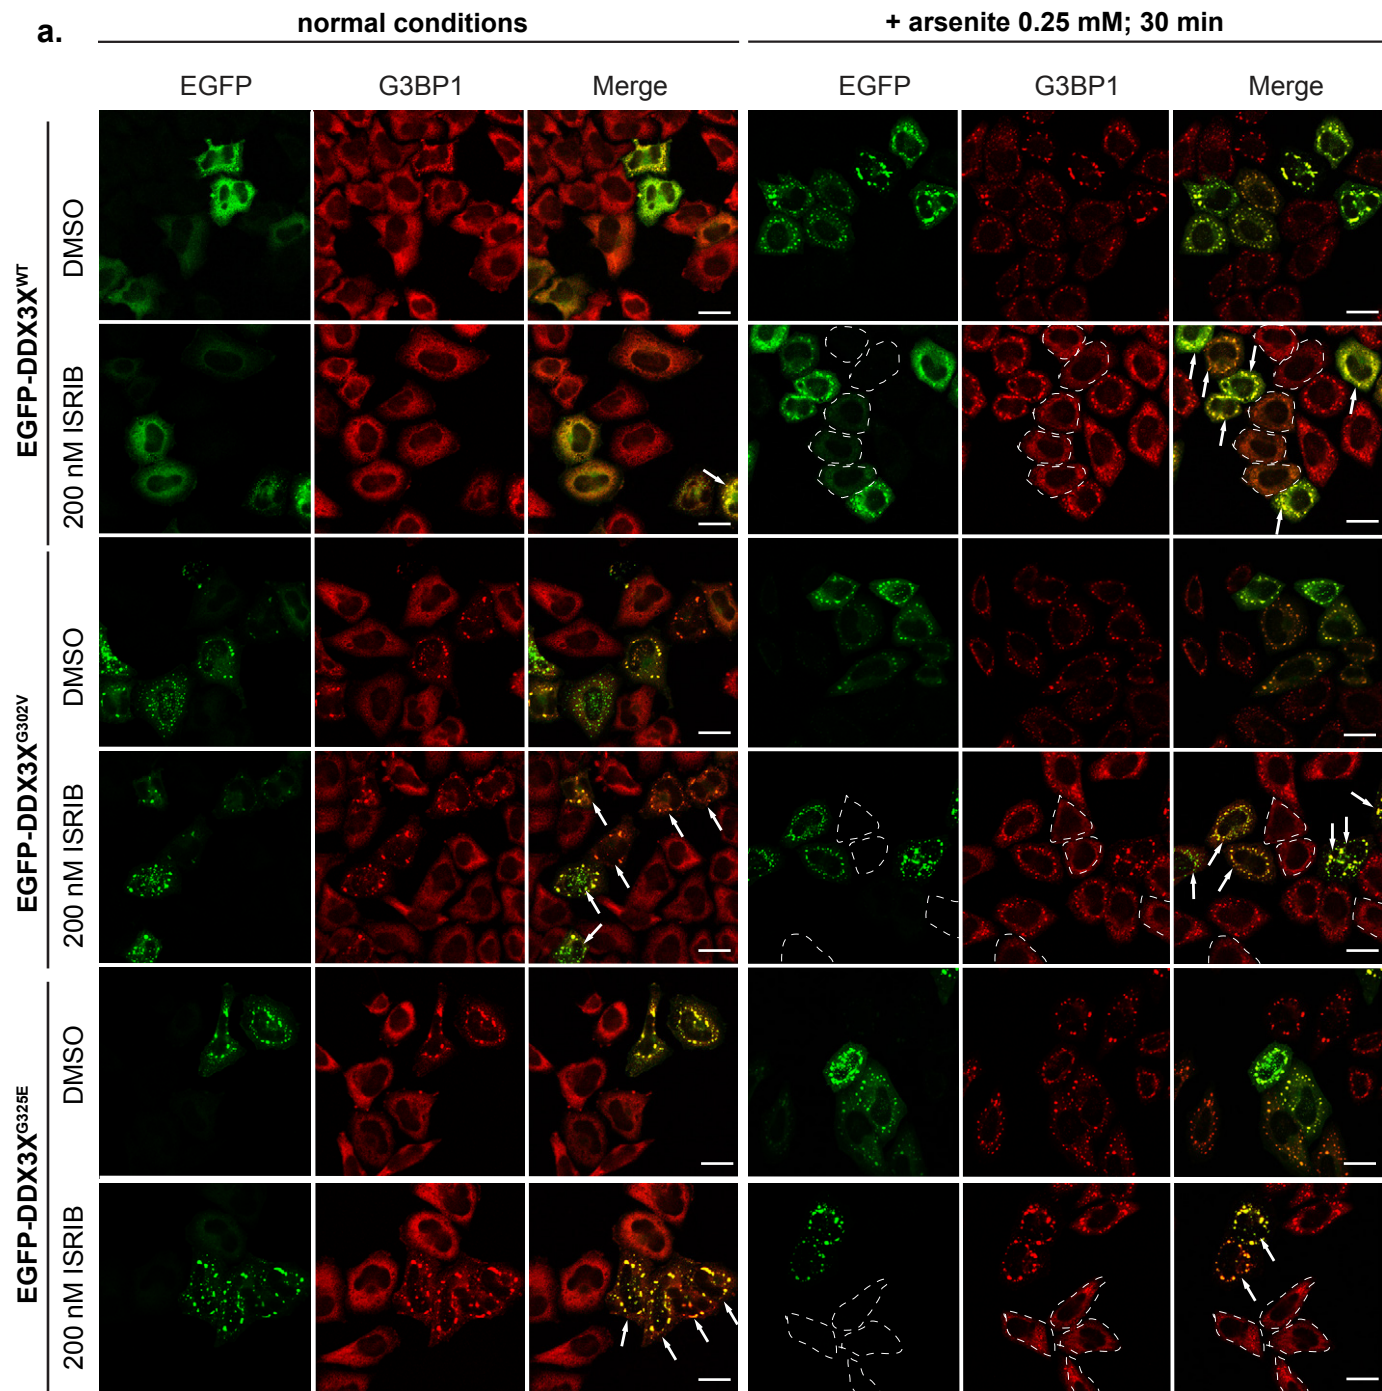 a.
normal conditions
+ arsenite 0.25 mM; 30 min
EGFP
G3BP1
Merge
EGFP
G3BP1
Merge
EGFP-DDX3X^WT
DMSO
200 nM ISRIB
EGFP-DDX3X^G302V
DMSO
200 nM ISRIB
EGFP-DDX3X^G325E
DMSO
200 nM ISRIB